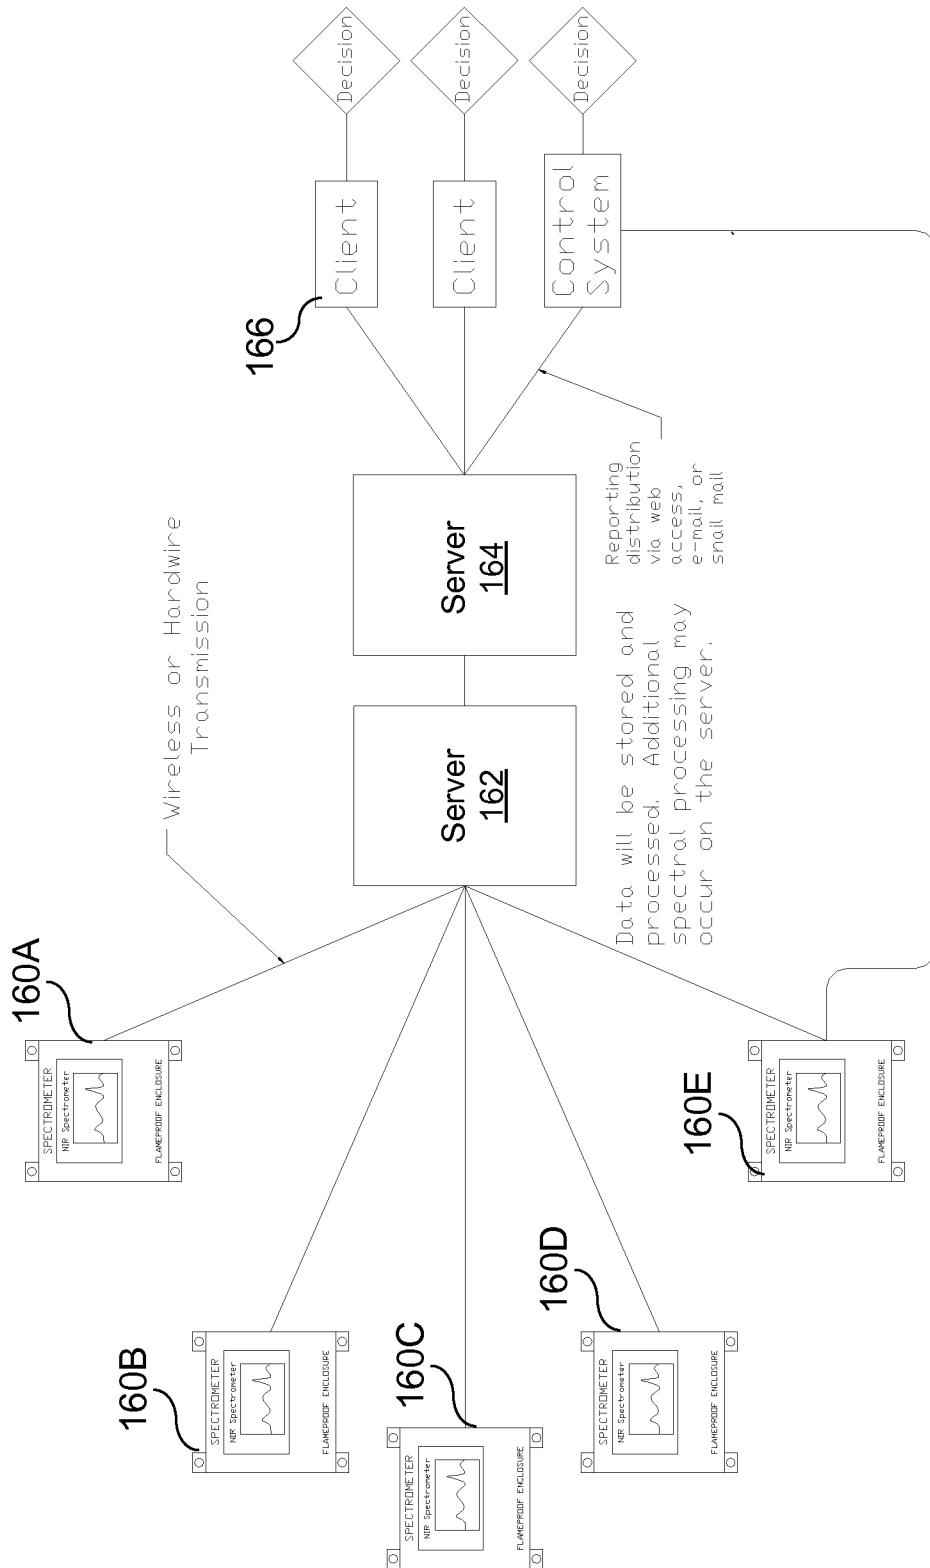 160A
SPECTROMETER
NIR Spectrometer
FLAMEPROOF ENCLOSURE
160B
SPECTROMETER
NIR Spectrometer
FLAMEPROOF ENCLOSURE
160C
SPECTROMETER
NIR Spectrometer
FLAMEPROOF ENCLOSURE
160D
SPECTROMETER
NIR Spectrometer
FLAMEPROOF ENCLOSURE
160E
SPECTROMETER
NIR Spectrometer
FLAMEPROOF ENCLOSURE
Wireless or Hardwire
Transmission
Server
162
Server
164
Data will be stored and
processed. Additional
spectral processing may
occur on the server.
Reporting
distribution
via web
access,
e-mail, or
snail mail
166
Client
Client
Control
System
Decision
Decision
Decision